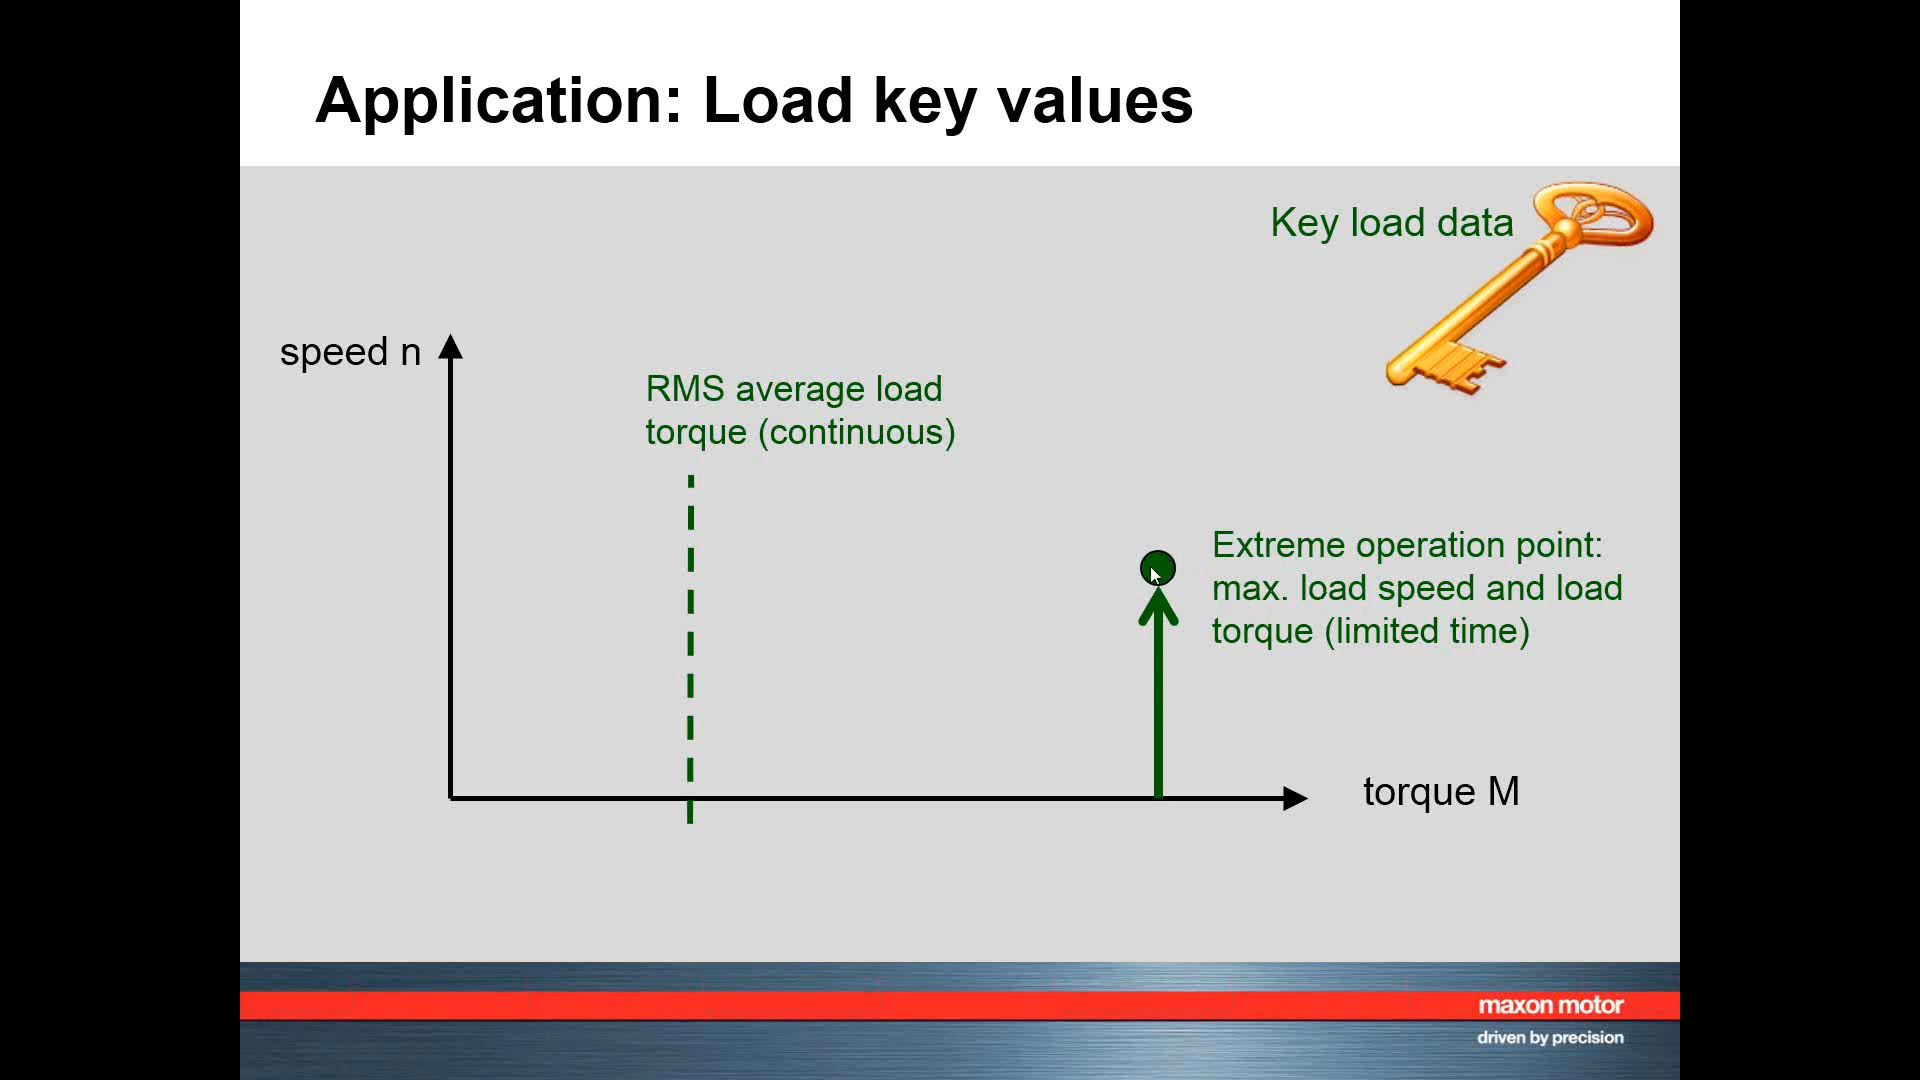 Application: Load key values
Key load data
speed n
RMS average load
torque (continuous)
Extreme operation point:
max. load speed and load
torque (limited time)
torque M
maxon motor
driven by precision